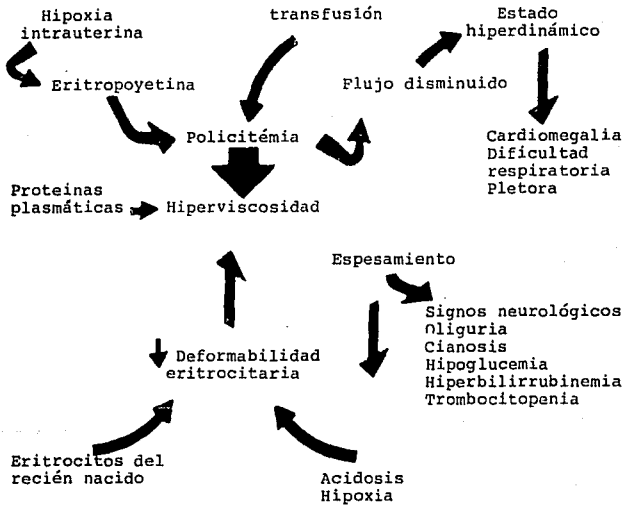 Hipoxia
intrauterina
transfusión
Estado
hiperdinámico
Eritropoyetina
Flujo disminuido
Policitémia
Cardiomegalia
Dificultad
respiratoria
Pletora
Proteinas
plasmáticas
Hiperviscosidad
Espesamiento
Signos neurológicos
Oliguria
Cianosis
Hipoglucemia
Hiperbilirrubinemia
Trombocitopenia
Deformabilidad
eritrocitaria
Eritrocitos del
recién nacido
Acidosis
Hipoxia